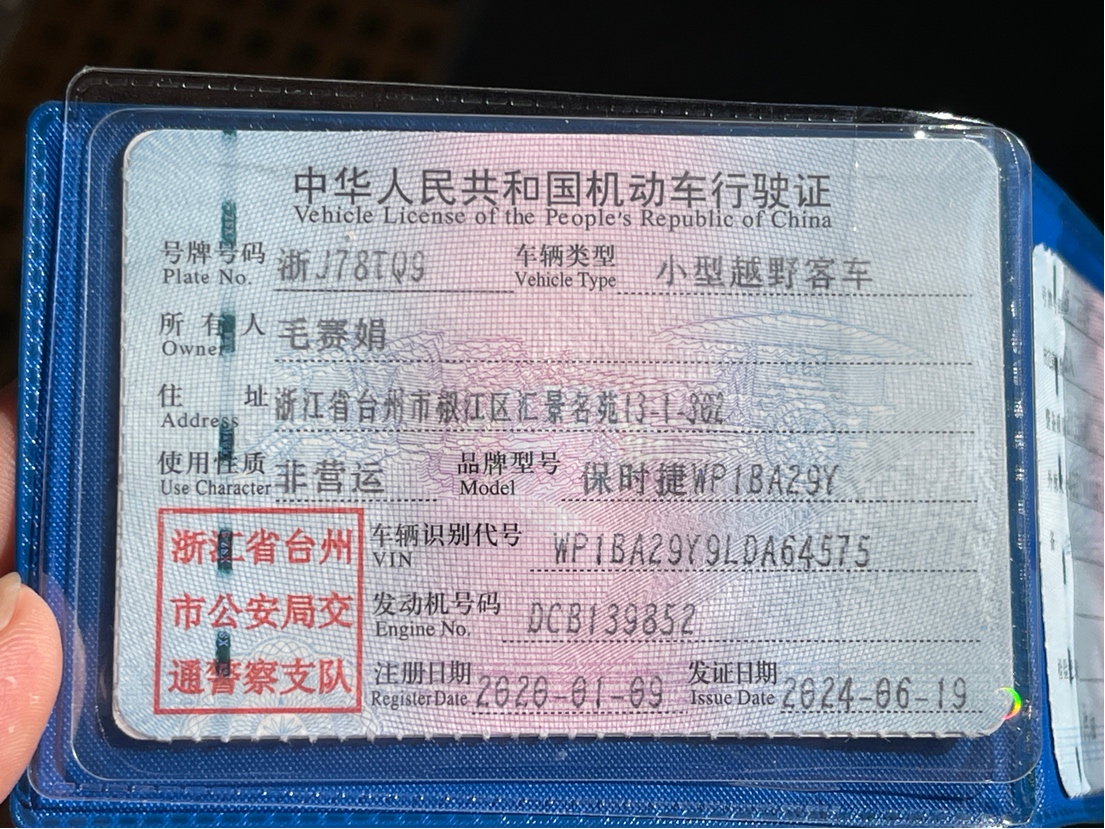 中华人民共和国机动车行驶证
Vehicle License of the People's Republic of China
号牌号码 浙J78TQ9 车辆类型 小型越野客车
Plate No. Vehicle Type
所有人 毛赛娟
Owner
住址 浙江省台州市椒江区汇景名苑13-1-302
Address
使用性质 非营运 品牌型号 保时捷WP1BA29Y
Use Character Model
浙江省台州 车辆识别代号 WP1BA29Y9LDA64575
VIN
市公安局交 发动机号码 DCB139852
Engine No.
通警察支队 注册日期 2020-01-09 发证日期 2024-06-19
Register Date Issue Date